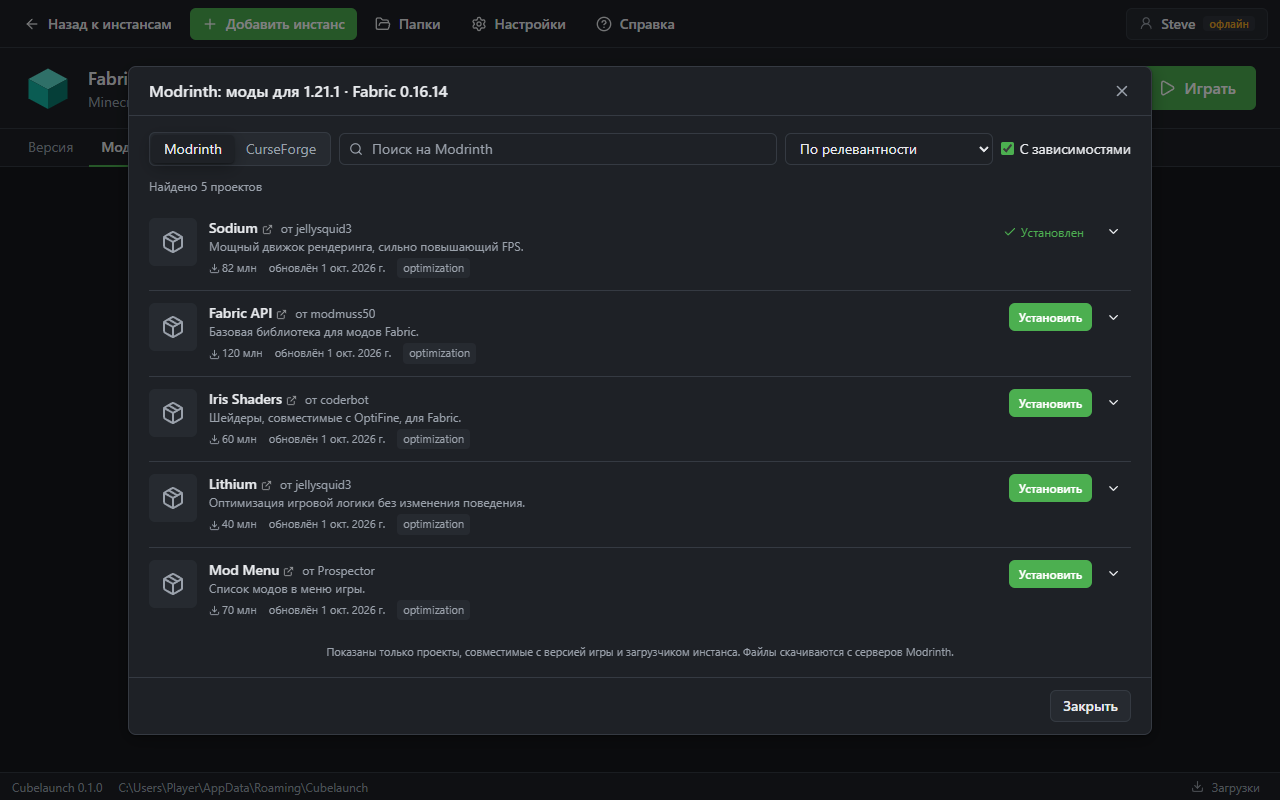 Назад к инстансам
Добавить инстанс
Папки
Настройки
Справка
Steve
офлайн
Играть
Версия
Modrinth: моды для 1.21.1 · Fabric 0.16.14
Modrinth
CurseForge
Поиск на Modrinth
По релевантности
С зависимостями
Найдено 5 проектов
Sodium от jellysquid3
Мощный движок рендеринга, сильно повышающий FPS.
82 млн обновлён 1 окт. 2026 г. optimization
Установлен
Fabric API от modmuss50
Базовая библиотека для модов Fabric.
120 млн обновлён 1 окт. 2026 г. optimization
Установить
Iris Shaders от coderbot
Шейдеры, совместимые с OptiFine, для Fabric.
60 млн обновлён 1 окт. 2026 г. optimization
Установить
Lithium от jellysquid3
Оптимизация игровой логики без изменения поведения.
40 млн обновлён 1 окт. 2026 г. optimization
Установить
Mod Menu от Prospector
Список модов в меню игры.
70 млн обновлён 1 окт. 2026 г. optimization
Установить
Показаны только проекты, совместимые с версией игры и загрузчиком инстанса. Файлы скачиваются с серверов Modrinth.
Закрыть
Cubelaunch 0.1.0
C:\Users\Player\AppData\Roaming\Cubelaunch
Загрузки